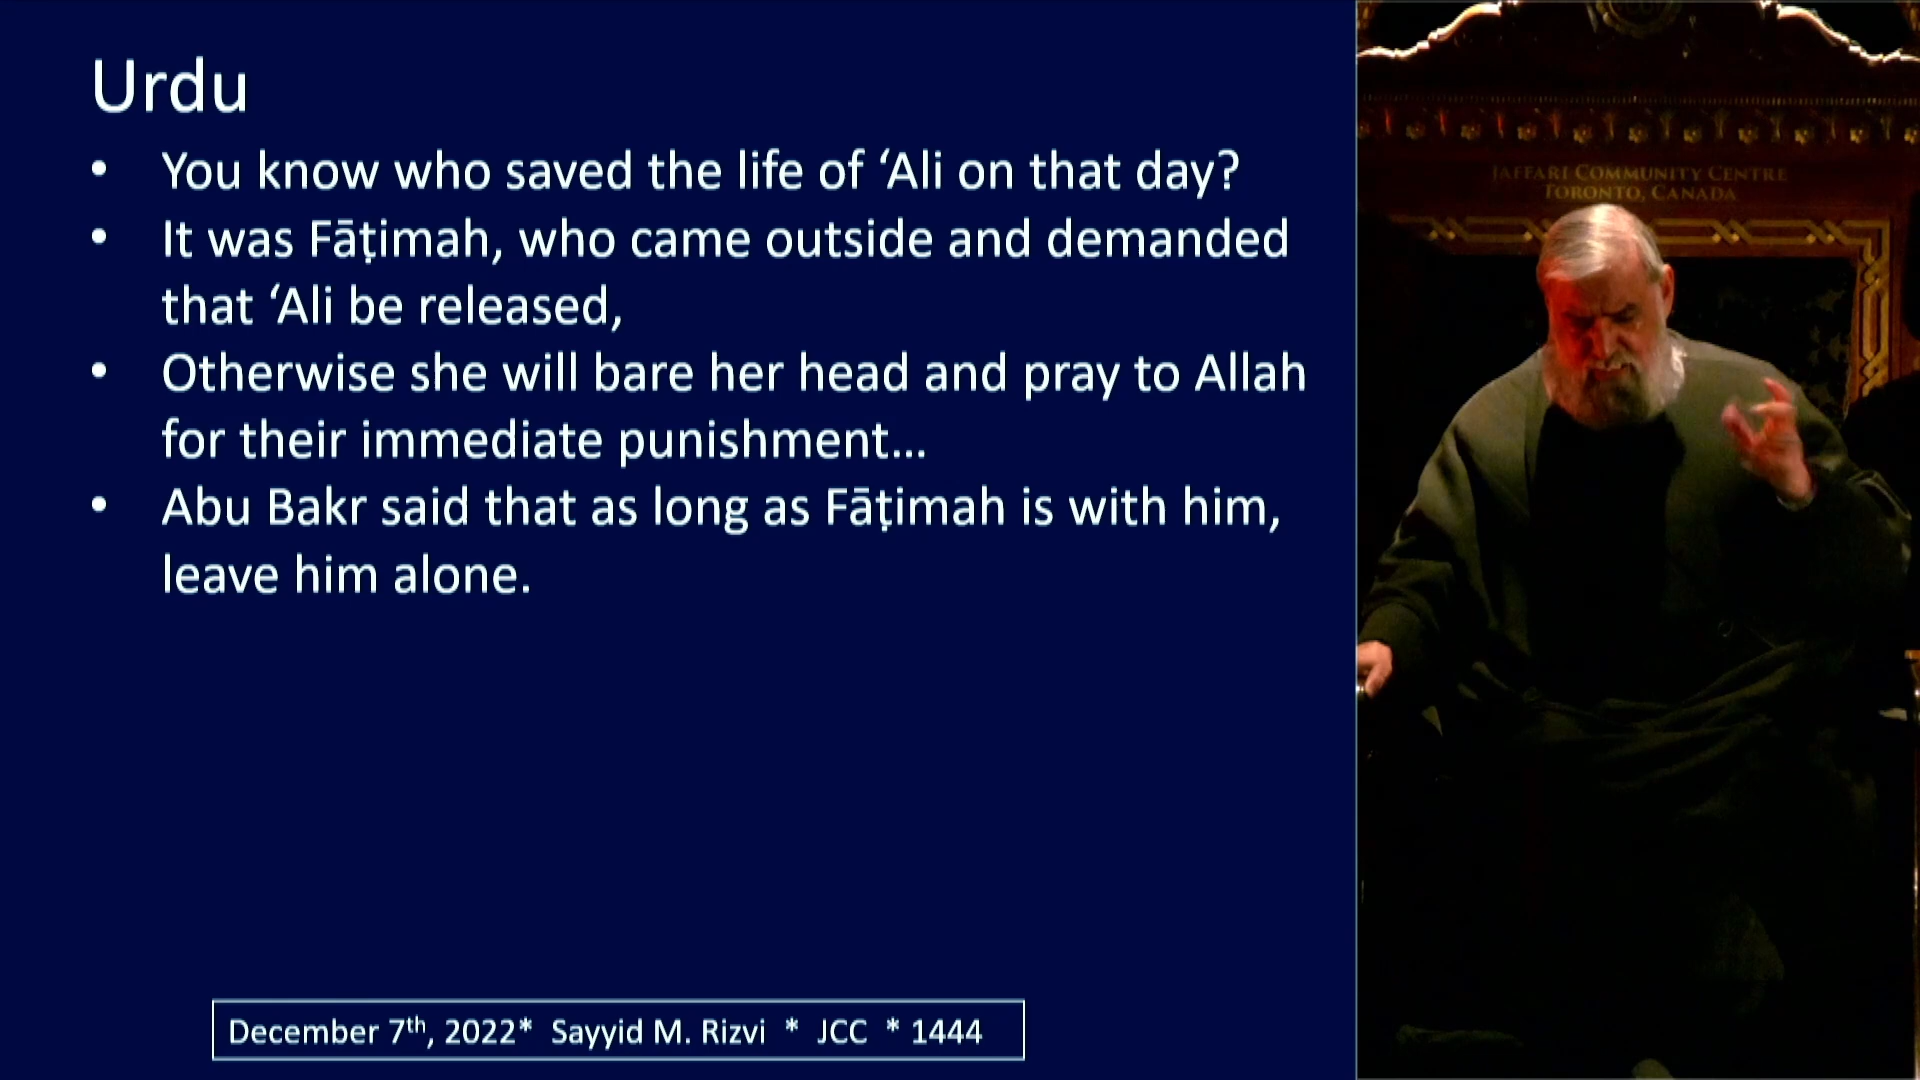 Urdu
• You know who saved the life of ‘Ali on that day?
• It was Fāṭimah, who came outside and demanded
that ‘Ali be released,
• Otherwise she will bare her head and pray to Allah
for their immediate punishment...
• Abu Bakr said that as long as Fāṭimah is with him,
leave him alone.
December 7th, 2022* Sayyid M. Rizvi * JCC * 1444
JAFFARI COMMUNITY CENTRE
TORONTO, CANADA